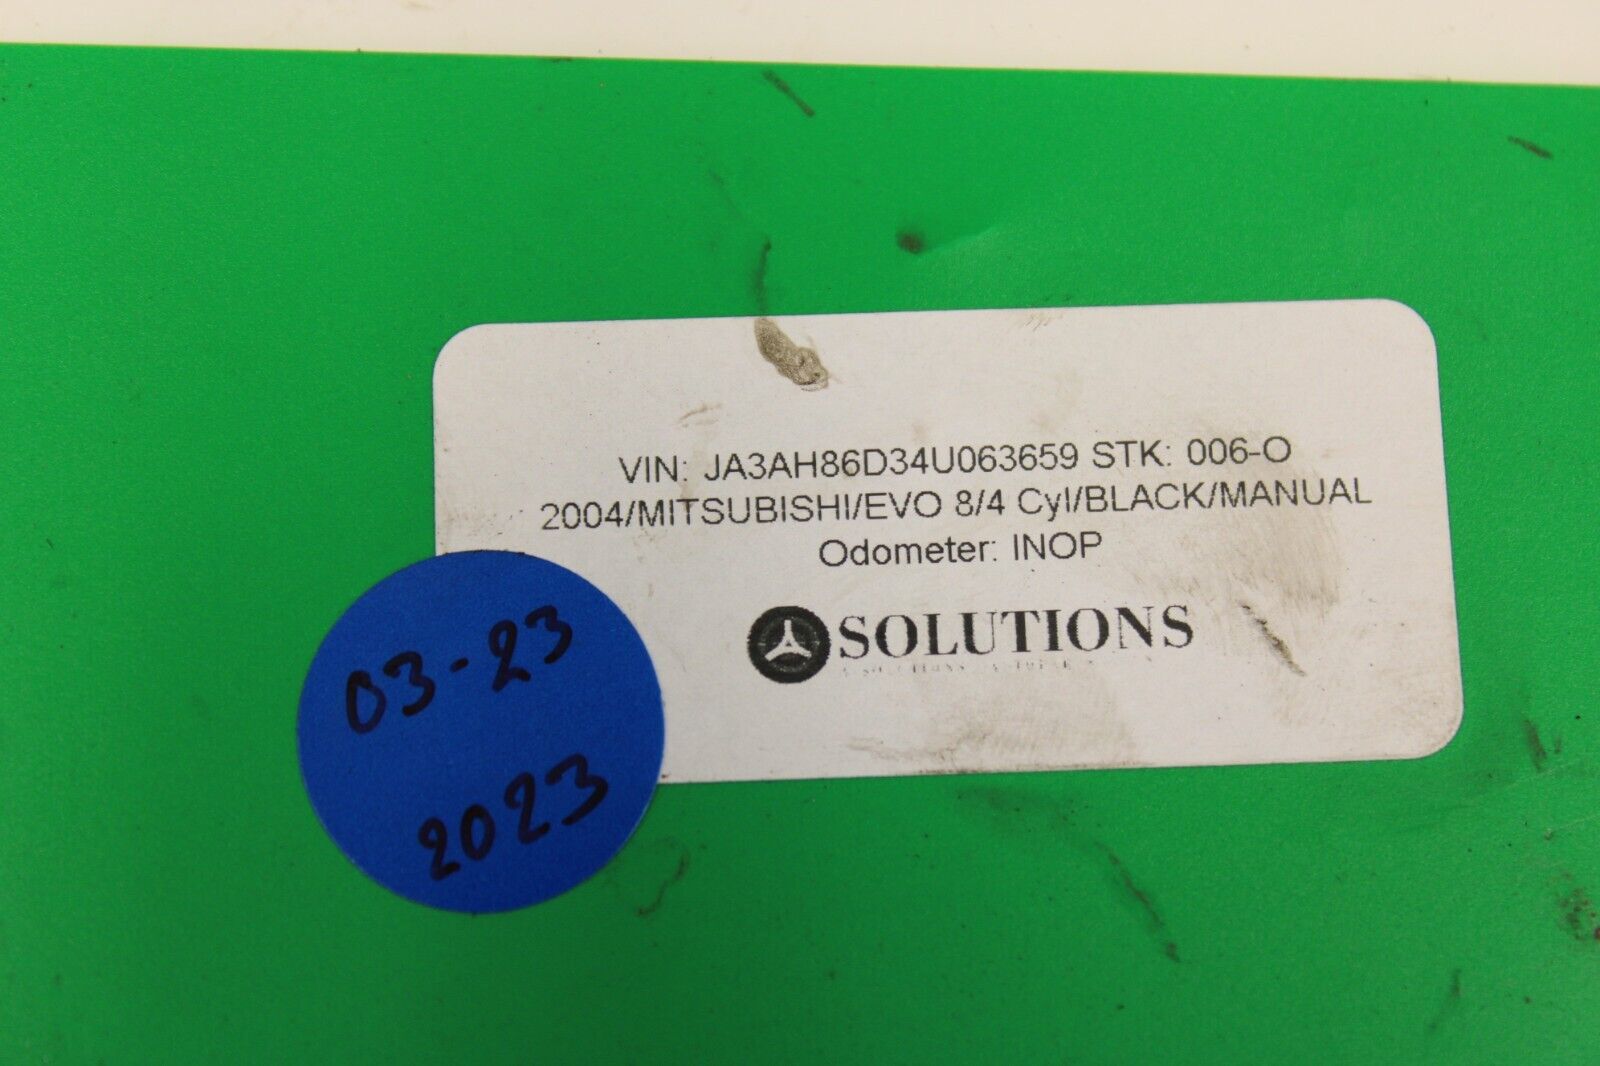 VIN: JA3AH86D34U063659 STK: 006-O
2004/MITSUBISHI/EVO 8/4 Cyl/BLACK/MANUAL
Odometer: INOP
SOLUTIONS
03-23
2023